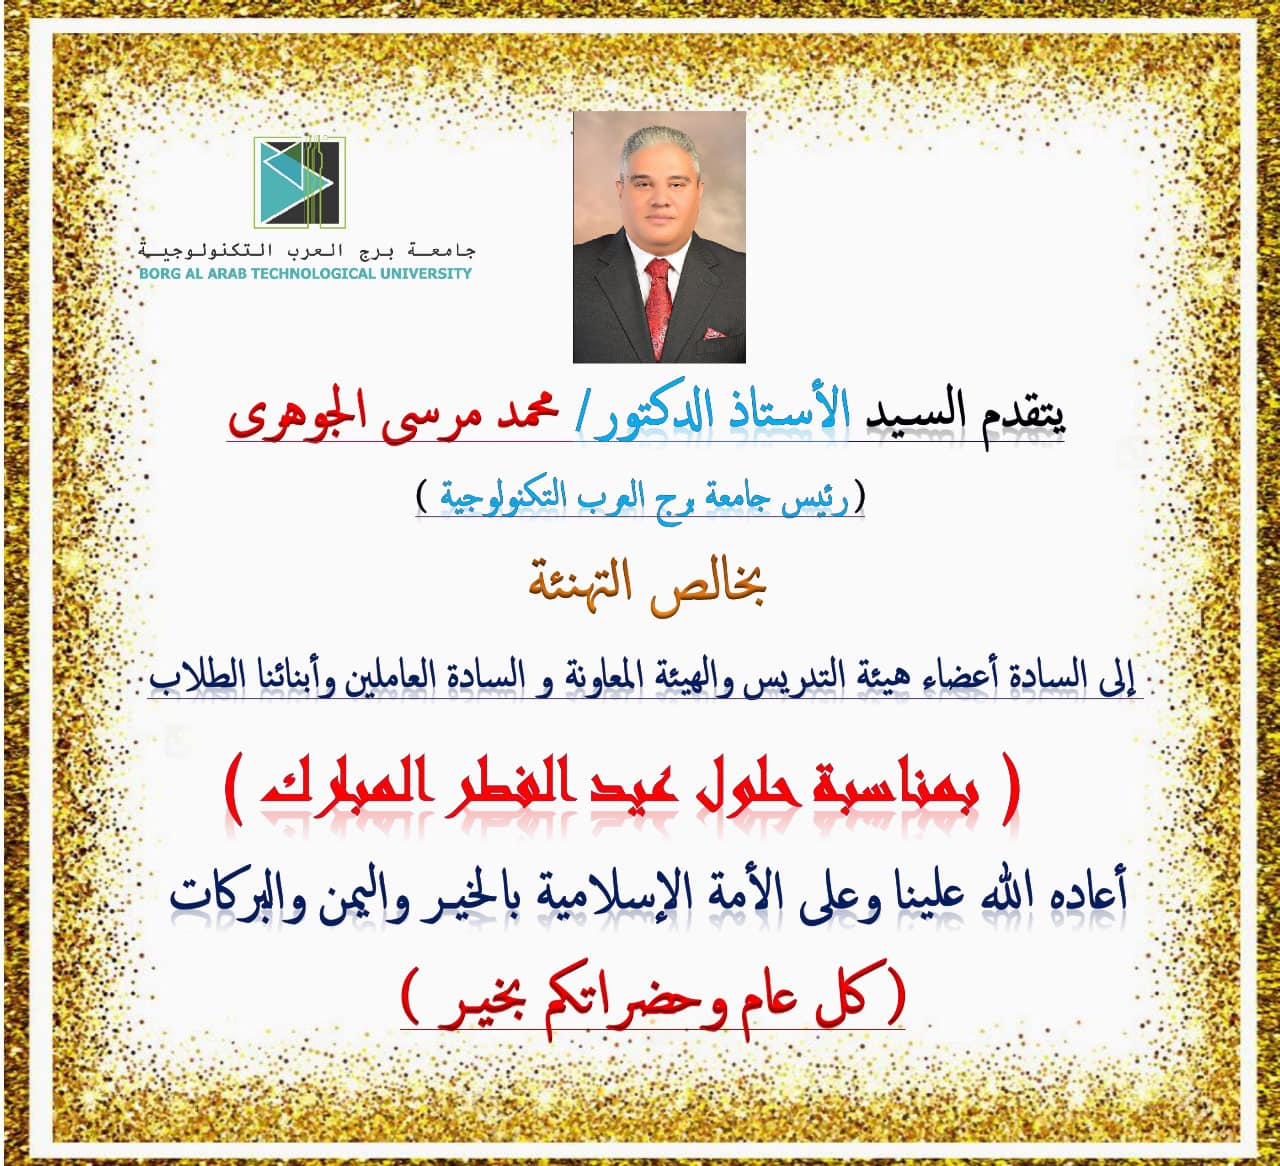 جامعة برج العرب التكنولوجية
BORG AL ARAB TECHNOLOGICAL UNIVERSITY
يتقدم السيد الأستاذ الدكتور/ محمد مرسى الجوهرى
(رئيس جامعة برج العرب التكنولوجية )
بخالص التهنئة
إلى السادة أعضاء هيئة التدريس والهيئة المعاونة و السادة العاملين وأبنائنا الطلاب
( بمناسبة حلول عيد الفطر المبارك )
أعاده الله علينا وعلى الأمة الإسلامية بالخير واليمن والبركات
(كل عام وحضراتكم بخير )